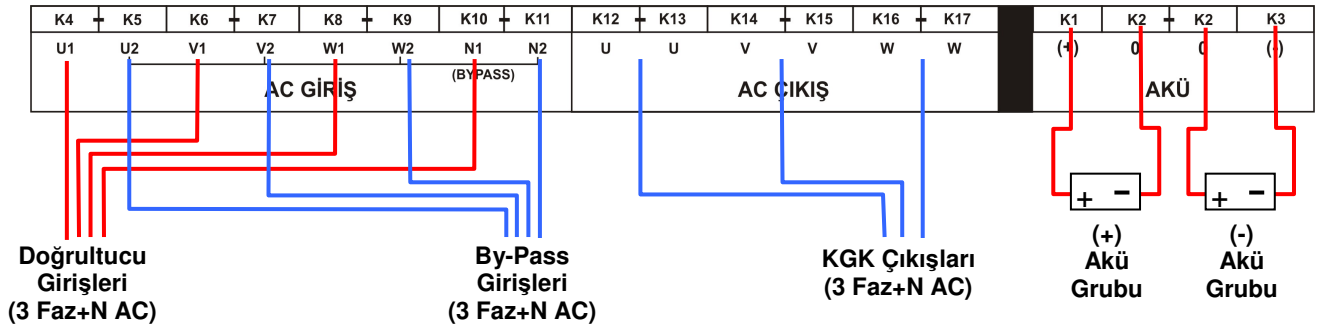 K4 K5 K6 K7 K8 K9 K10 K11 K12 K13 K14 K15 K16 K17 K1 K2 K2 K3
U1 U2 V1 V2 W1 W2 N1 N2 U U V V W W (+) 0 0 (-)
(BYPASS)
AC GİRİŞ AC ÇIKIŞ AKÜ
+ - + -
Doğrultucu
Girişleri
(3 Faz+N AC)
By-Pass
Girişleri
(3 Faz+N AC)
KGK Çıkışları
(3 Faz+N AC)
(+)
Akü
Grubu
(-)
Akü
Grubu